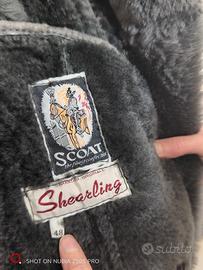 SCOAT
Shearling
48
SHOT ON NUBIA Z50S PRO
subito